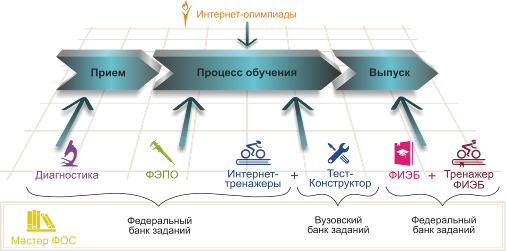 Интернет-олимпиады
Прием
Процесс обучения
Выпуск
Диагностика
ФЭПО
Интернет-
тренажеры
+
Тест-
Конструктор
ФИЭБ
+
Тренажер
ФИЭБ
Мастер ФОС
Федеральный
банк заданий
Вузовский
банк заданий
Федеральный
банк заданий